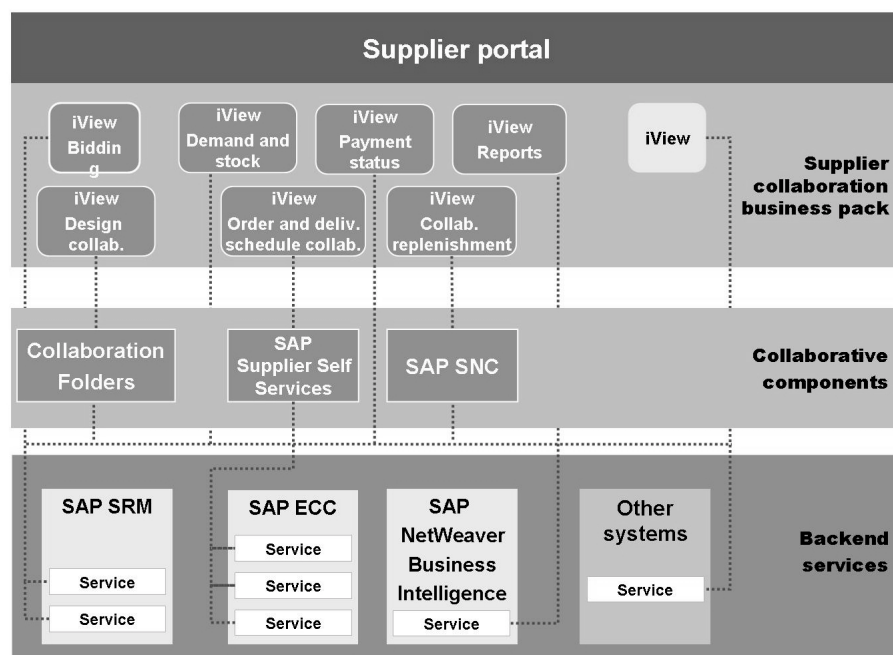 Supplier portal
iView
Biddin
g
iView
Demand and
stock
iView
Payment
status
iView
Reports
iView
Supplier
collaboration
business pack
iView
Design
collab.
iView
Order and deliv.
schedule collab.
iView
Collab.
replenishment
Collaboration
Folders
SAP
Supplier Self
Services
SAP SNC
Collaborative
components
SAP SRM
Service
Service
SAP ECC
Service
Service
Service
SAP
NetWeaver
Business
Intelligence
Service
Other
systems
Service
Backend
services